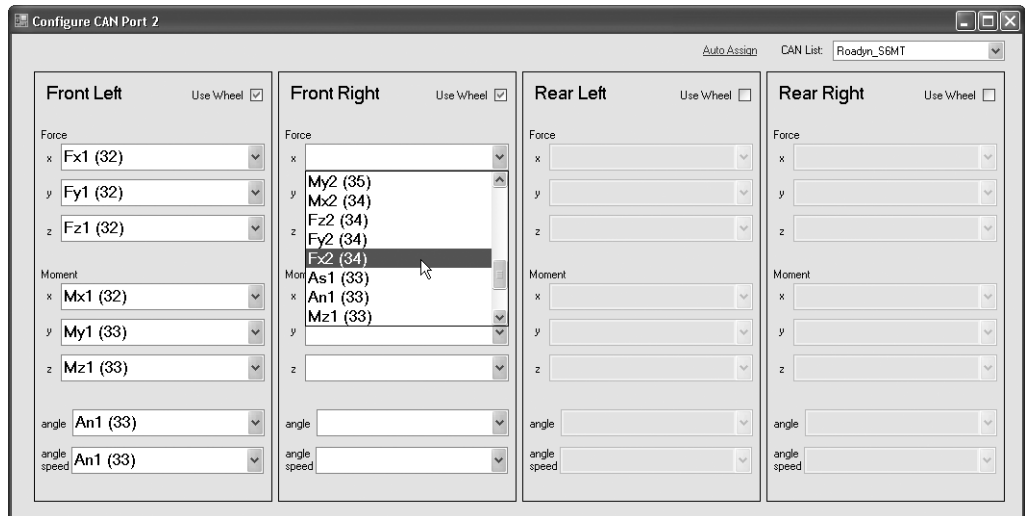 Configure CAN Port 2
Auto Assign CAN List: Roadyn_S6MT
Front Left Use Wheel
Force
x Fx1 (32)
y Fy1 (32)
z Fz1 (32)
Moment
x Mx1 (32)
y My1 (33)
z Mz1 (33)
angle An1 (33)
angle
speed An1 (33)
Front Right Use Wheel
Force
x
My2 (35)
y Mx2 (34)
Fz2 (34)
z Fy2 (34)
Fx2 (34)
Mom As1 (33)
x An1 (33)
Mz1 (33)
y
z
angle
angle
speed
Rear Left Use Wheel
Force
x
y
z
Moment
x
y
z
angle
angle
speed
Rear Right Use Wheel
Force
x
y
z
Moment
x
y
z
angle
angle
speed